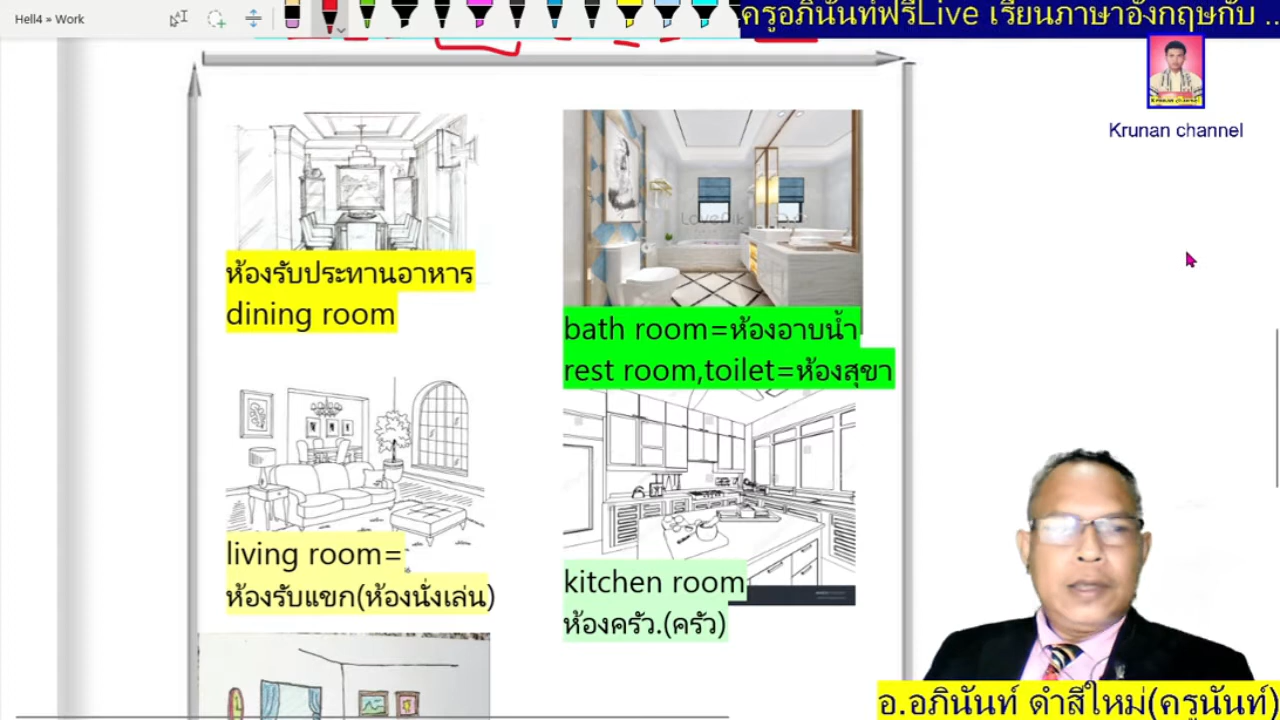 Hell4 » Work
ครูอภินันท์ฟรีLive เรียนภาษาอังกฤษกับ ..
Krunan channel
ห้องรับประทานอาหาร
dining room
bath room=ห้องอาบน้ำ
rest room,toilet=ห้องสุขา
living room=
ห้องรับแขก(ห้องนั่งเล่น)
kitchen room
ห้องครัว.(ครัว)
อ.อภินันท์ ดำสีใหม่(ครูนันท์)